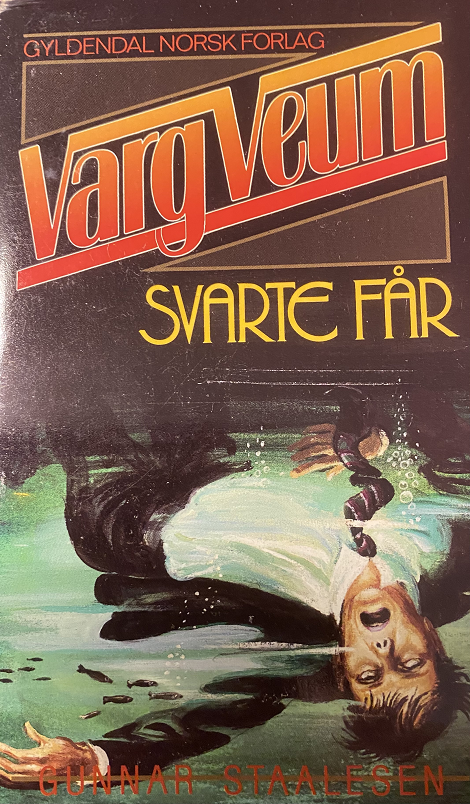 GYLDENDAL NORSK FORLAG
Varg Veum
SVARTE FÅR
GUNNAR STAALESEN